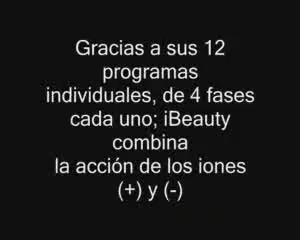 Gracias a sus 12
programas
individuales, de 4 fases
cada uno; iBeauty
combina
la acción de los iones
(+) y (-)